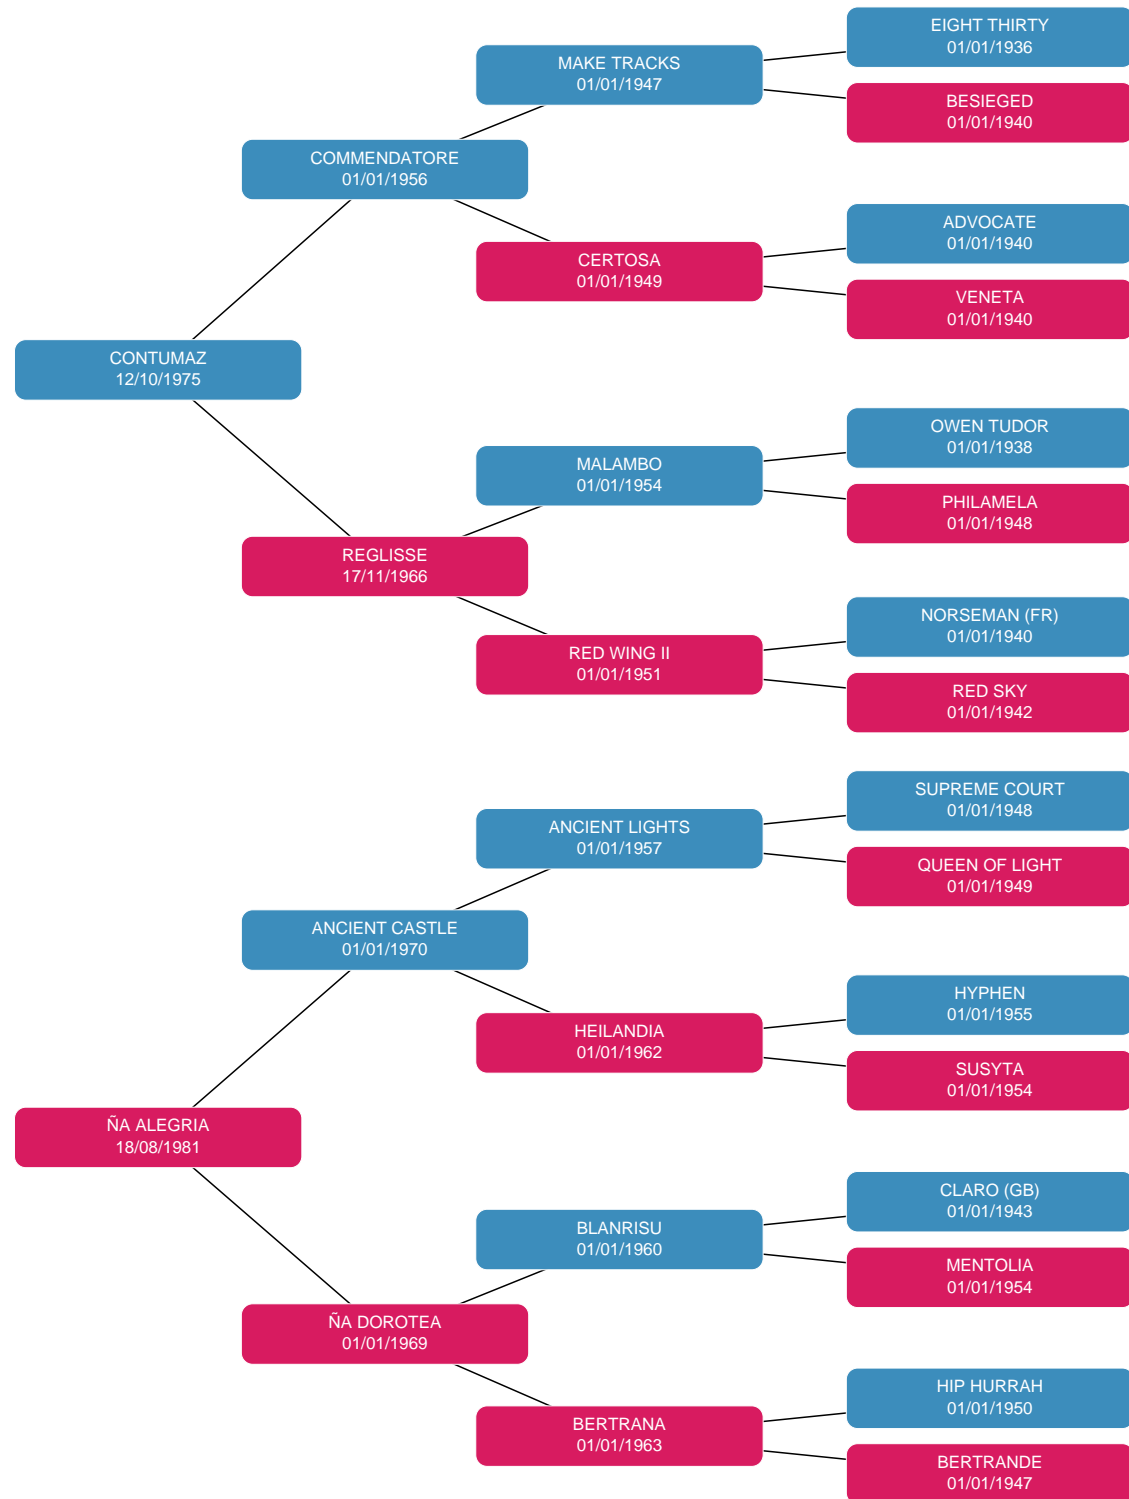 EIGHT THIRTY
01/01/1936
MAKE TRACKS
01/01/1947
BESIEGED
01/01/1940
COMMENDATORE
01/01/1956
ADVOCATE
01/01/1940
CERTOSA
01/01/1949
VENETA
01/01/1940
CONTUMAZ
12/10/1975
OWEN TUDOR
01/01/1938
MALAMBO
01/01/1954
PHILAMELA
01/01/1948
REGLISSE
17/11/1966
NORSEMAN (FR)
01/01/1940
RED WING II
01/01/1951
RED SKY
01/01/1942
SUPREME COURT
01/01/1948
ANCIENT LIGHTS
01/01/1957
QUEEN OF LIGHT
01/01/1949
ANCIENT CASTLE
01/01/1970
HYPHEN
01/01/1955
HEILANDIA
01/01/1962
SUSYTA
01/01/1954
ÑA ALEGRIA
18/08/1981
CLARO (GB)
01/01/1943
BLANRISU
01/01/1960
MENTOLIA
01/01/1954
ÑA DOROTEA
01/01/1969
HIP HURRAH
01/01/1950
BERTRANA
01/01/1963
BERTRANDE
01/01/1947